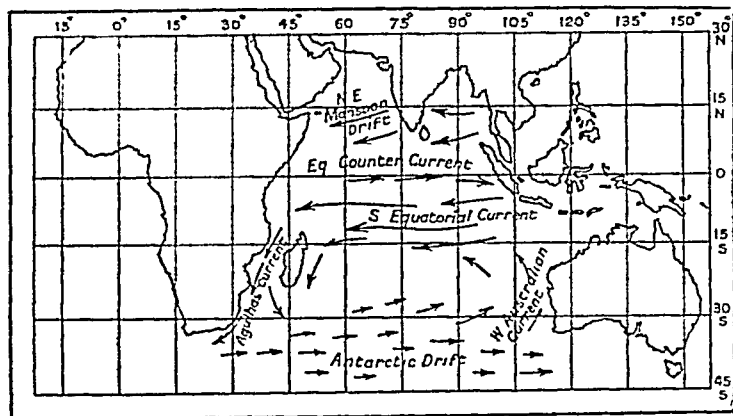 15° 0° 15° 30° 45° 60° 75° 90° 105° 120° 135° 150°
30°
N
N E
Monsoon
Drift
15
N
Eq Counter Current
0
S Equatorial Current
15
S
Agulhas Current
W Australian
Current
30
S
Antarctic Drift
45
S